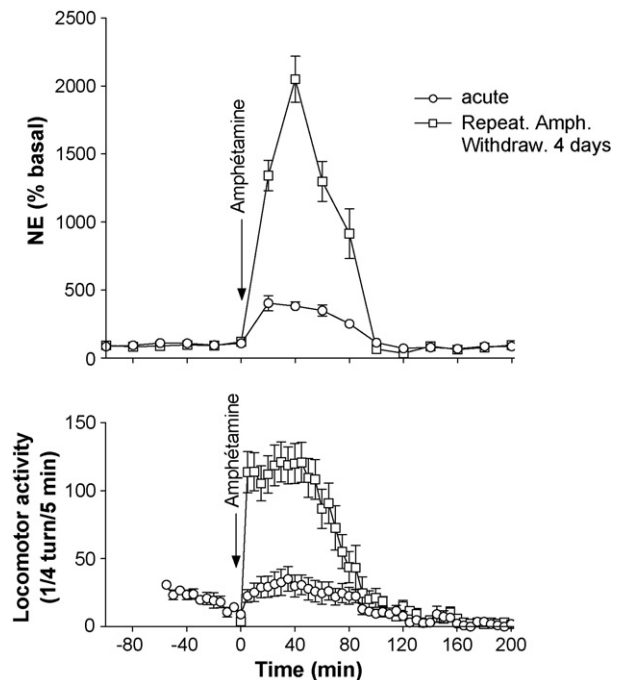 2500
2000
1500
1000
500
0
NE (% basal)
Amphétamine
acute
Repeat. Amph.
Withdraw. 4 days
150
100
50
0
Locomotor activity
(1/4 turn/5 min)
Amphétamine
-80 -40 0 40 80 120 160 200
Time (min)